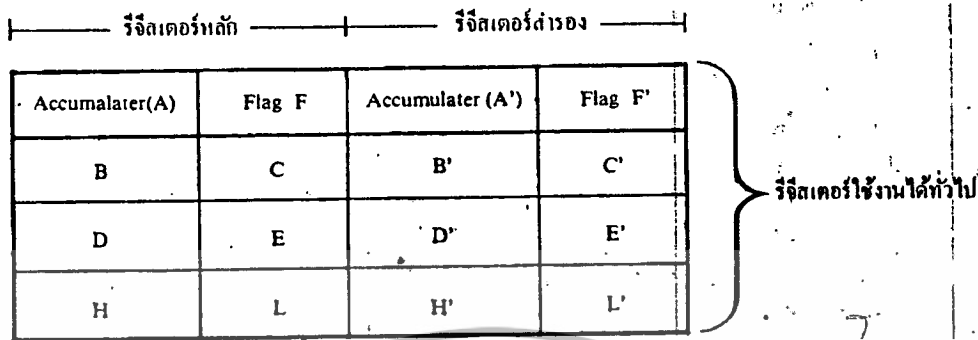 รีจีสเตอร์หลัก รีจีสเตอร์สำรอง
Accumalater(A) Flag F Accumulater (A') Flag F'
B C B' C'
D E D' E'
H L H' L'
รีจีสเตอร์ใช้งานได้ทั่วไป